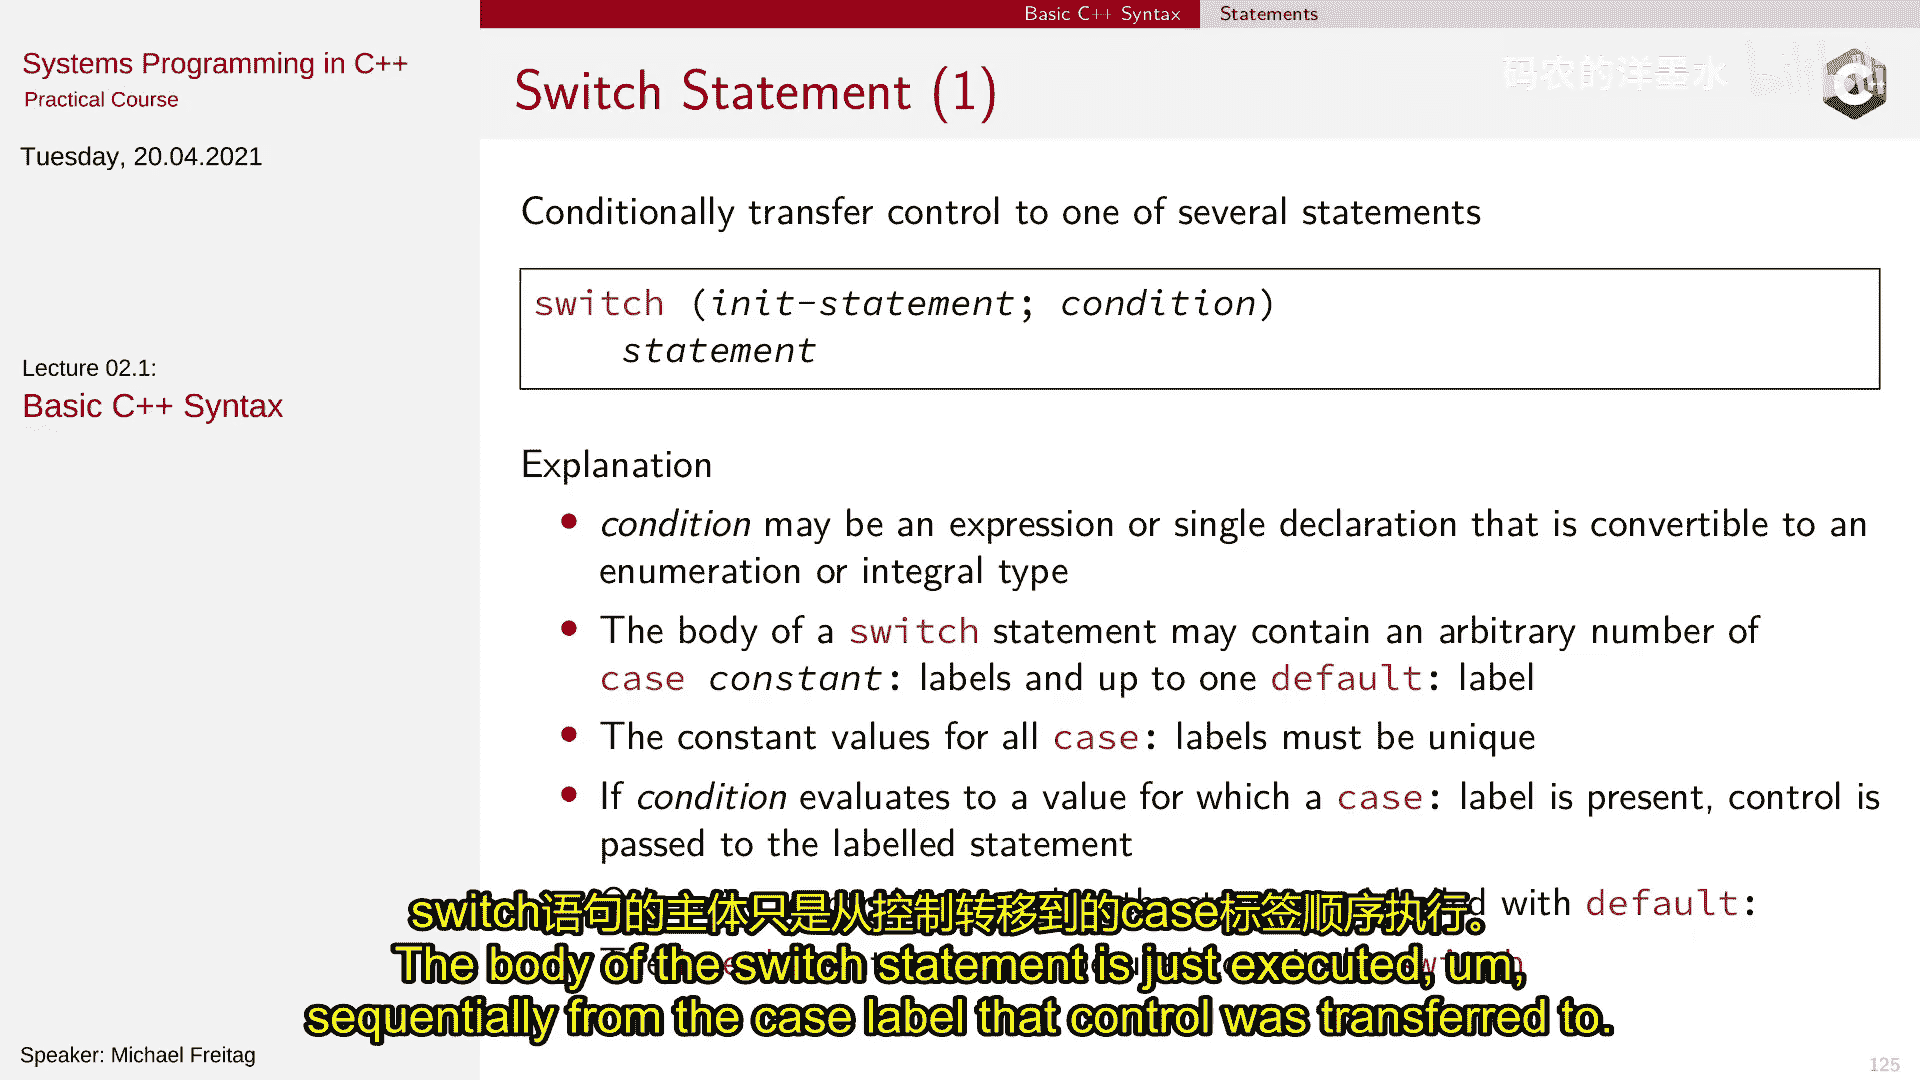 Basic C++ Syntax Statements
Systems Programming in C++
Practical Course
Tuesday, 20.04.2021
Lecture 02.1:
Basic C++ Syntax
Speaker: Michael Freitag
Switch Statement (1)
码农的洋墨水
Conditionally transfer control to one of several statements
switch (init-statement; condition)
statement
Explanation
• condition may be an expression or single declaration that is convertible to an
enumeration or integral type
• The body of a switch statement may contain an arbitrary number of
case constant: labels and up to one default: label
• The constant values for all case: labels must be unique
• If condition evaluates to a value for which a case: label is present, control is
passed to the labelled statement
with default:
switch语句的主体只是从控制转移到的case标签顺序执行。
The body of the switch statement is just executed, um,
sequentially from the case label that control was transferred to.
125